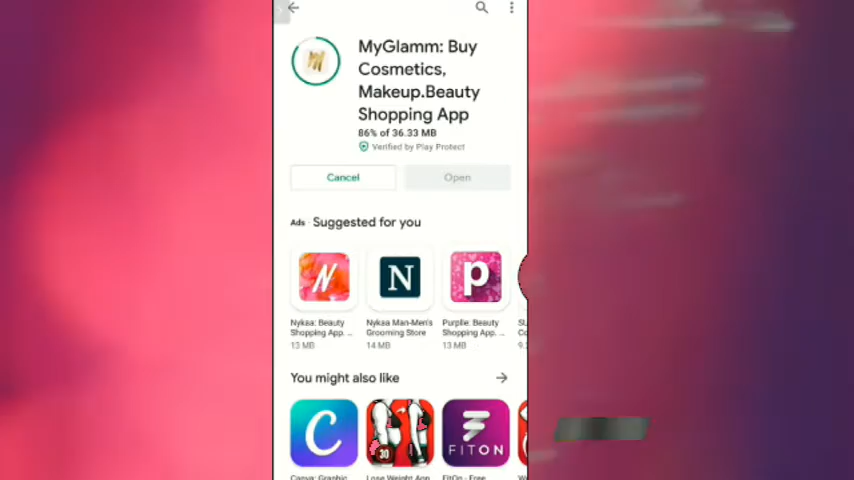 MyGlamm: Buy
Cosmetics,
Makeup.Beauty
Shopping App
86% of 36.33 MB
Verified by Play Protect
Cancel
Open
Ads · Suggested for you
N
N
p
Nykaa: Beauty
Shopping App. ...
13 MB
Nykaa Man-Men's
Grooming Store
14 MB
Purplle: Beauty
Shopping App. ...
13 MB
You might also like
C
30
FITON
Canva: Graphic
Lose Weight App
FitOn - Free